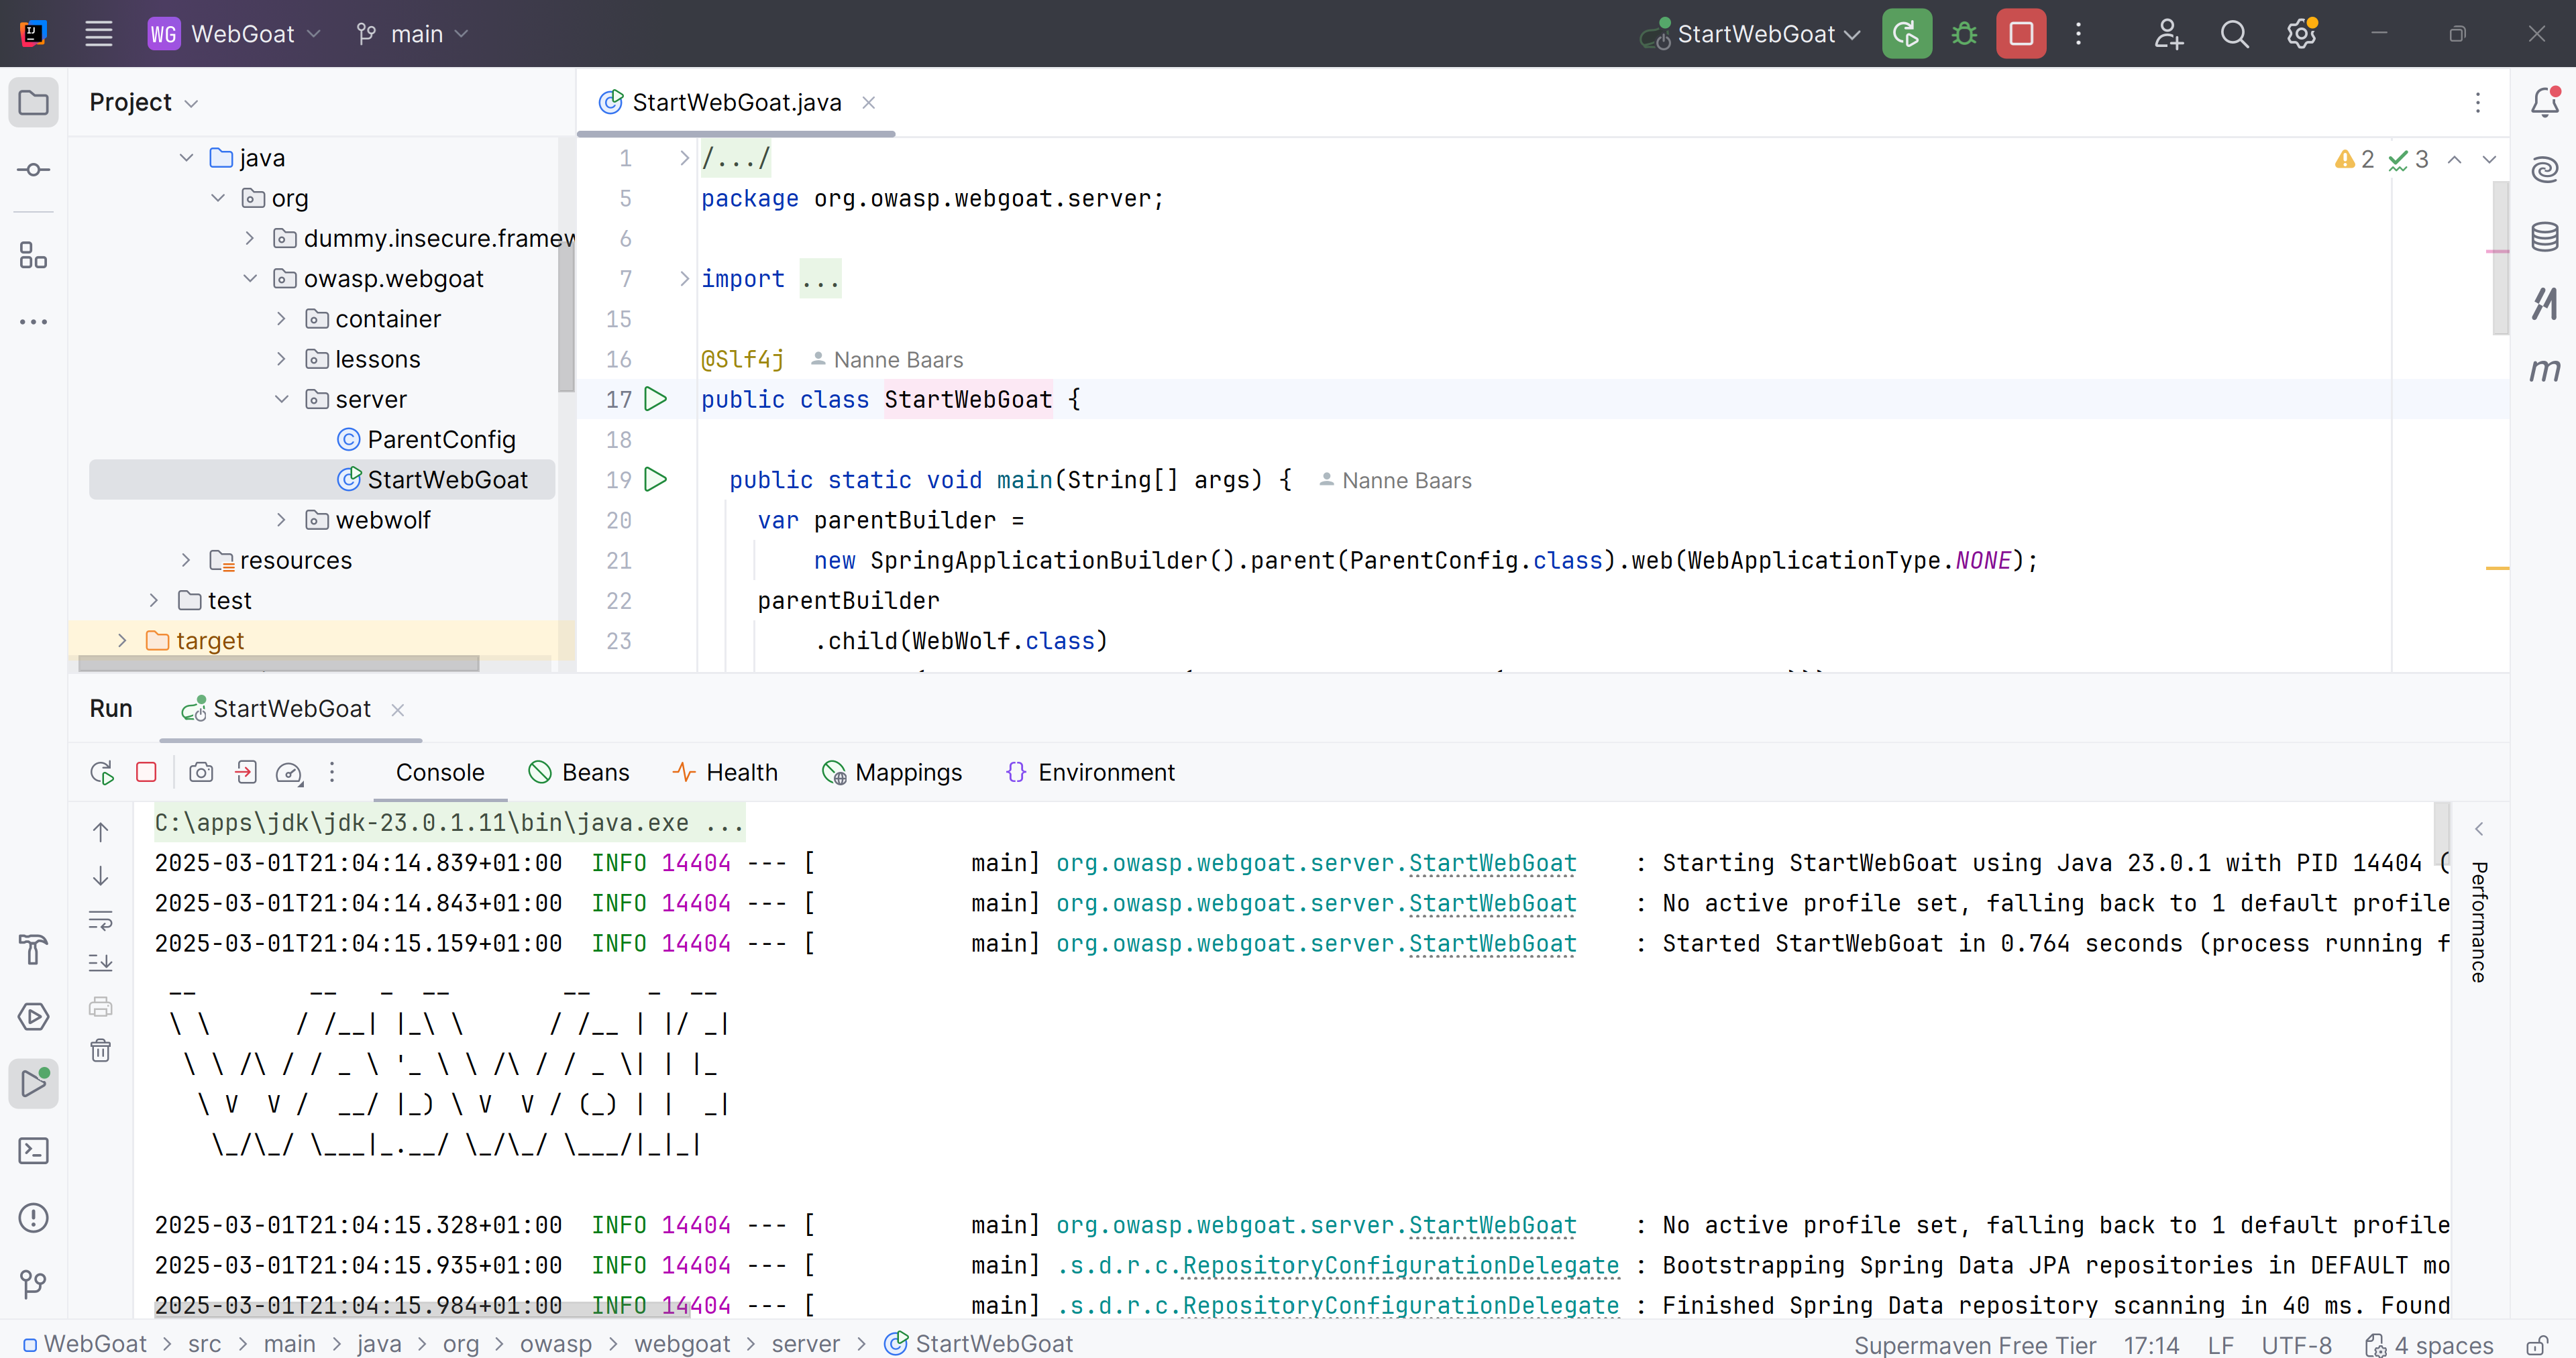 WG WebGoat main StartWebGoat
Project
StartWebGoat.java
java
org
dummy.insecure.framew
owasp.webgoat
container
lessons
server
ParentConfig
StartWebGoat
webwolf
resources
test
target
2 3
1 /.../
5 package org.owasp.webgoat.server;
6
7 import ...
15
16 @Slf4j Nanne Baars
17 public class StartWebGoat {
18
19 public static void main(String[] args) { Nanne Baars
20 var parentBuilder =
21 new SpringApplicationBuilder().parent(ParentConfig.class).web(WebApplicationType.NONE);
22 parentBuilder
23 .child(WebWolf.class)
Run StartWebGoat
Console Beans Health Mappings Environment
C:\apps\jdk\jdk-23.0.1.11\bin\java.exe ...
2025-03-01T21:04:14.839+01:00  INFO 14404 --- [           main] org.owasp.webgoat.server.StartWebGoat    : Starting StartWebGoat using Java 23.0.1 with PID 14404 (
2025-03-01T21:04:14.843+01:00  INFO 14404 --- [           main] org.owasp.webgoat.server.StartWebGoat    : No active profile set, falling back to 1 default profile
2025-03-01T21:04:15.159+01:00  INFO 14404 --- [           main] org.owasp.webgoat.server.StartWebGoat    : Started StartWebGoat in 0.764 seconds (process running f
 __        __   _  __        __    _  __
 \ \      / /__| |_\ \      / /__ | |/ _|
  \ \ /\ / / _ \ '_ \ \ /\ / / _ \| | |_
   \ V  V /  __/ |_) \ V  V / (_) | |  _|
    \_/\_/ \___|_.__/ \_/\_/ \___/|_|_|
2025-03-01T21:04:15.328+01:00  INFO 14404 --- [           main] org.owasp.webgoat.server.StartWebGoat    : No active profile set, falling back to 1 default profile
2025-03-01T21:04:15.935+01:00  INFO 14404 --- [           main] .s.d.r.c.RepositoryConfigurationDelegate : Bootstrapping Spring Data JPA repositories in DEFAULT mo
2025-03-01T21:04:15.984+01:00  INFO 14404 --- [           main] .s.d.r.c.RepositoryConfigurationDelegate : Finished Spring Data repository scanning in 40 ms. Found
Performance
WebGoat > src > main > java > org > owasp > webgoat > server > StartWebGoat
Supermaven Free Tier 17:14 LF UTF-8 4 spaces